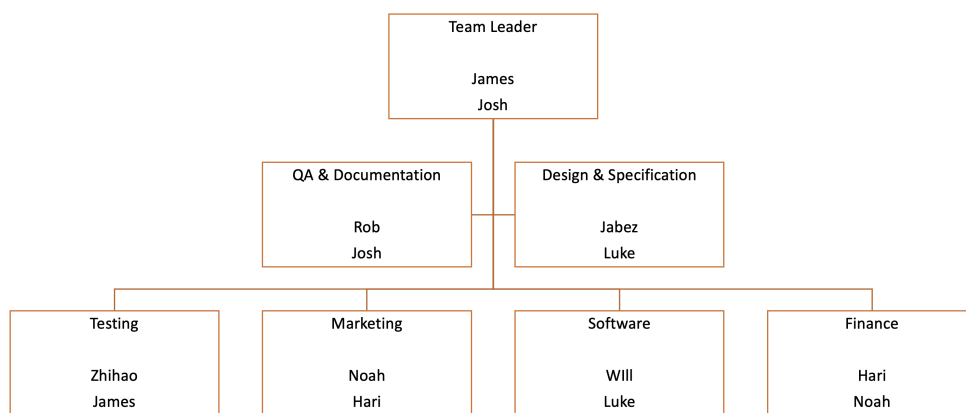 Team Leader
James
Josh
QA & Documentation
Rob
Josh
Design & Specification
Jabez
Luke
Testing
Zhihao
James
Marketing
Noah
Hari
Software
WIll
Luke
Finance
Hari
Noah